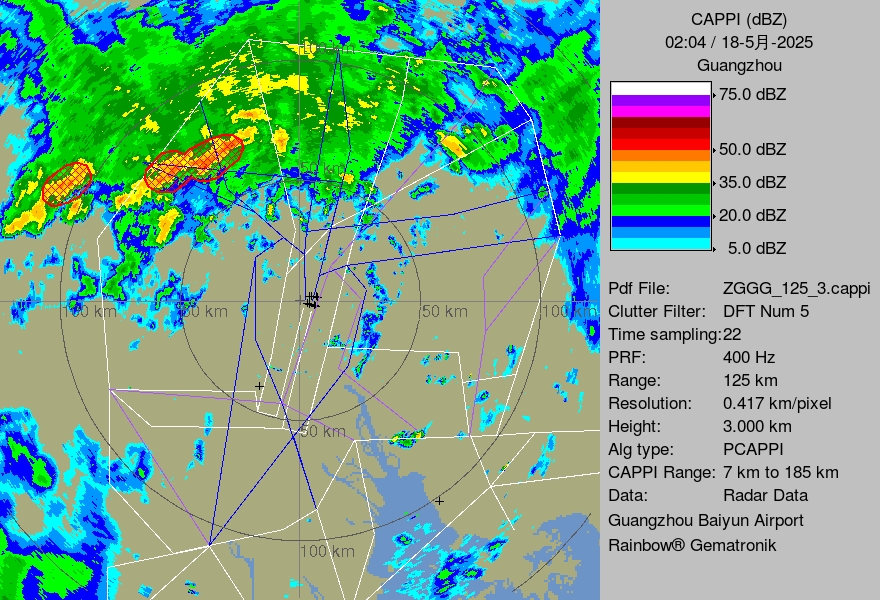 CAPPI (dBZ)
02:04 / 18-5月-2025
Guangzhou
75.0 dBZ
50.0 dBZ
35.0 dBZ
20.0 dBZ
5.0 dBZ
Pdf File: ZGGG_125_3.cappi
Clutter Filter: DFT Num 5
Time sampling:22
PRF: 400 Hz
Range: 125 km
Resolution: 0.417 km/pixel
Height: 3.000 km
Alg type: PCAPPI
CAPPI Range: 7 km to 185 km
Data: Radar Data
Guangzhou Baiyun Airport
Rainbow® Gematronik
100 km
50 km
50 km
100 km
50 km
100 km